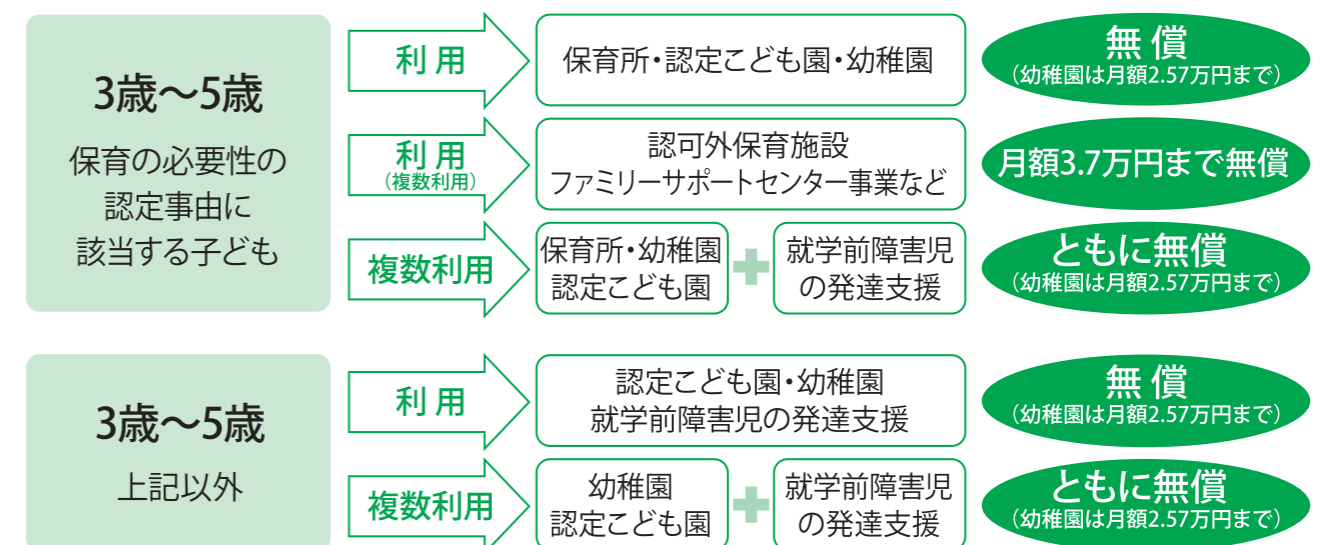 3歳〜5歳
保育の必要性の
認定事由に
該当する子ども
利 用
保育所・認定こども園・幼稚園
無 償
(幼稚園は月額2.57万円まで)
利 用
(複数利用)
認可外保育施設
ファミリーサポートセンター事業など
月額3.7万円まで無償
複数利用
保育所・幼稚園
認定こども園
就学前障害児
の発達支援
ともに無償
(幼稚園は月額2.57万円まで)
3歳〜5歳
上記以外
利 用
認定こども園・幼稚園
就学前障害児の発達支援
無 償
(幼稚園は月額2.57万円まで)
複数利用
幼稚園
認定こども園
就学前障害児
の発達支援
ともに無償
(幼稚園は月額2.57万円まで)